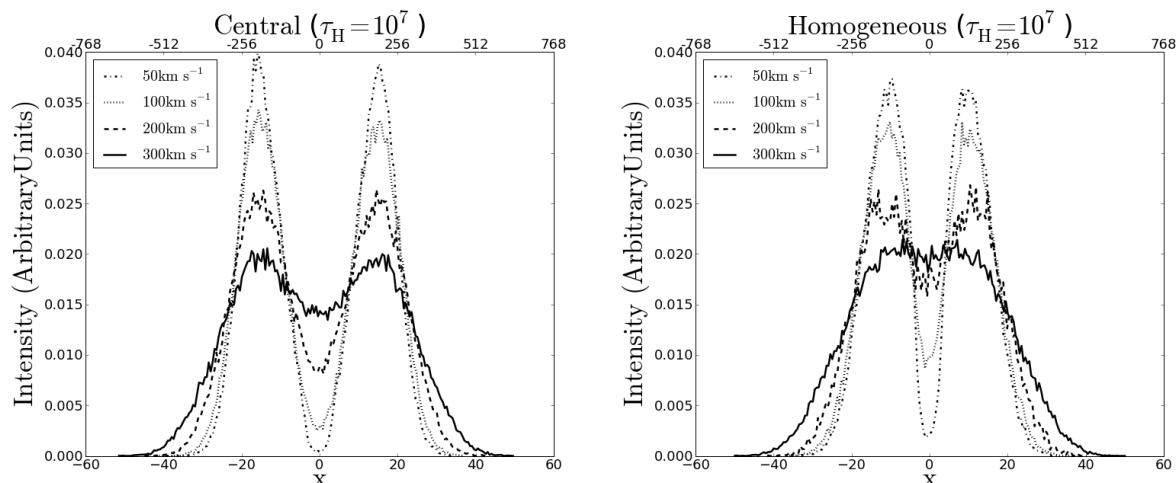 Central (τH=10^7 )
-768 -512 -256 0 256 512 768
0.040
0.035
0.030
0.025
0.020
0.015
0.010
0.005
0.000
Intensity (ArbitraryUnits)
50km s−1
100km s−1
200km s−1
300km s−1
−60 −40 −20 0 20 40 60
x
Homogeneous (τH=10^7 )
-768 -512 -256 0 256 512 768
0.040
0.035
0.030
0.025
0.020
0.015
0.010
0.005
0.000
Intensity (ArbitraryUnits)
50km s−1
100km s−1
200km s−1
300km s−1
−60 −40 −20 0 20 40 60
x